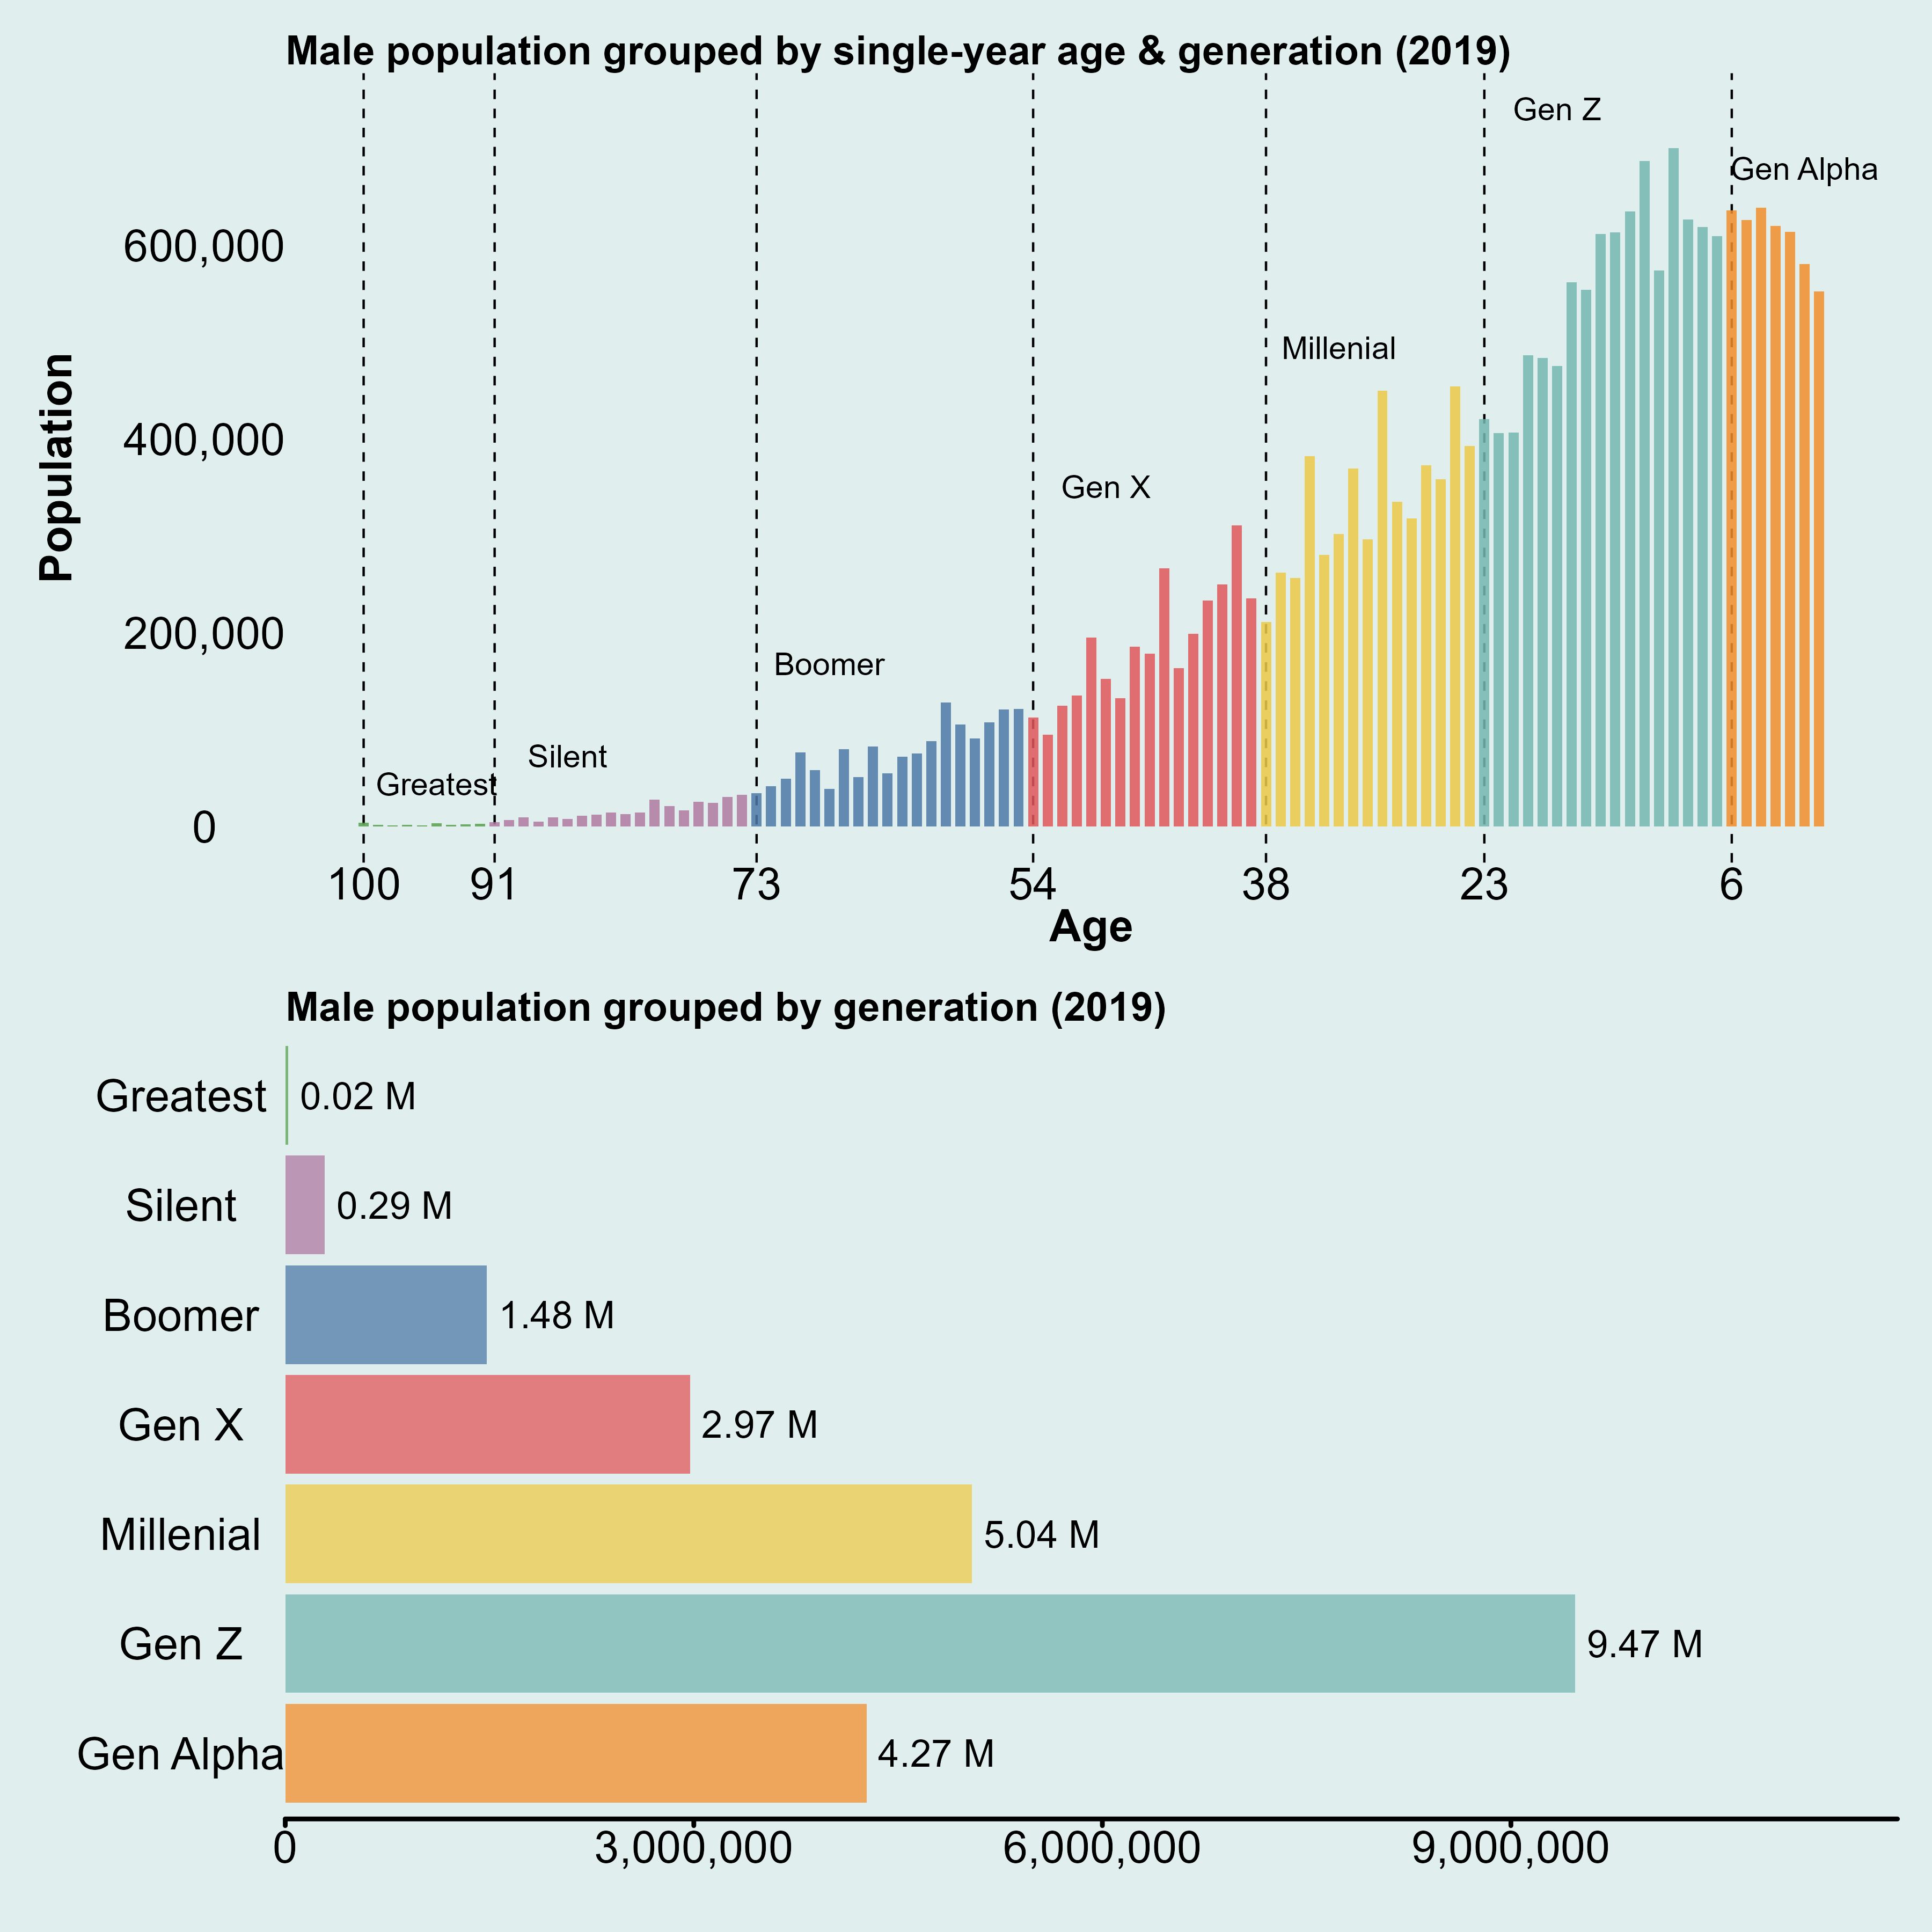 Male population grouped by single-year age & generation (2019)
Gen Z
Gen Alpha
600,000
Millenial
400,000
Gen X
Population
200,000
Boomer
Silent
Greatest
0
100 91 73 54 38 23 6
Age
Male population grouped by generation (2019)
Greatest 0.02 M
Silent 0.29 M
Boomer 1.48 M
Gen X 2.97 M
Millenial 5.04 M
Gen Z 9.47 M
Gen Alpha 4.27 M
0 3,000,000 6,000,000 9,000,000